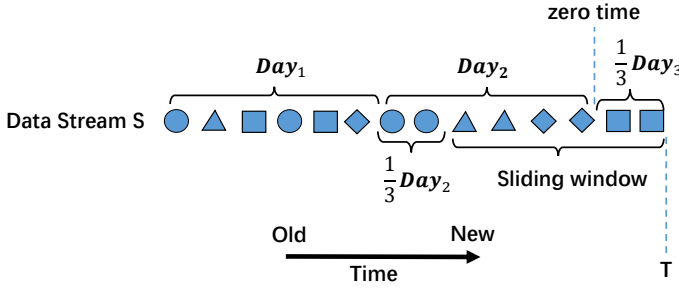 zero time
Day1
Day2
1/3 Day3
Data Stream S
1/3 Day2
Sliding window
Old
New
Time
T